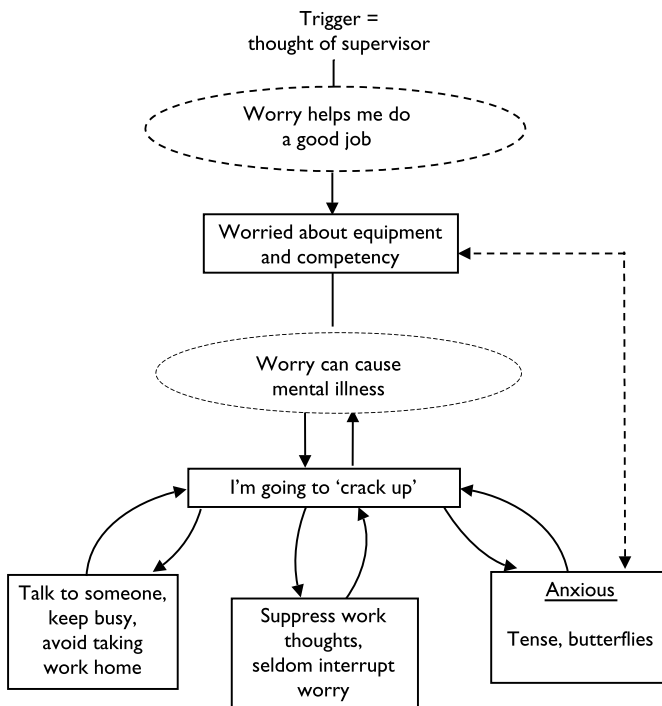 Trigger =
thought of supervisor
Worry helps me do
a good job
Worried about equipment
and competency
Worry can cause
mental illness
I'm going to ‘crack up’
Talk to someone,
keep busy,
avoid taking
work home
Suppress work
thoughts,
seldom interrupt
worry
Anxious
Tense, butterflies